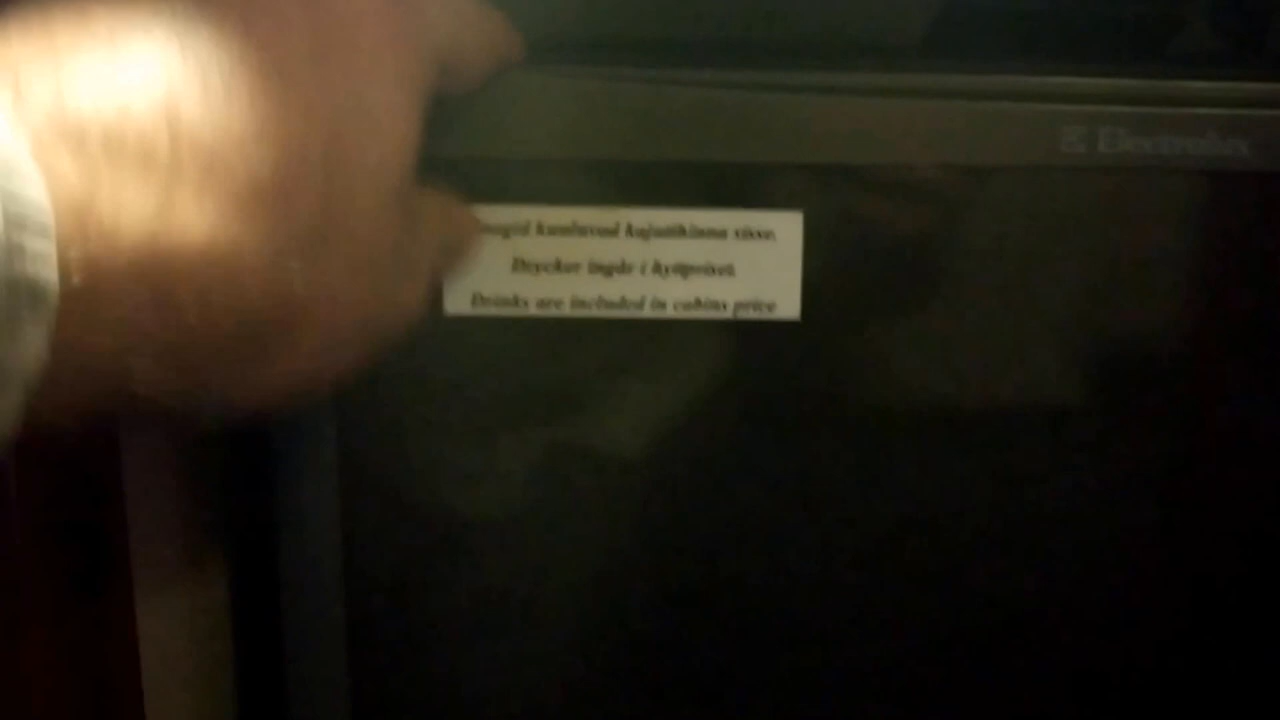 Electrolux
kuuluvad kajutihinna sisse.
Drycker ingår i hyttpriset.
Drinks are included in cabins price